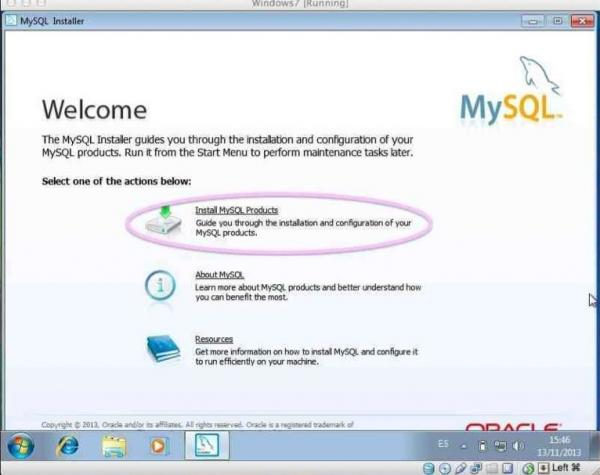 Windows7 [Running]
MySQL Installer
MySQL
Welcome
The MySQL Installer guides you through the installation and configuration of your
MySQL products. Run it from the Start Menu to perform maintenance tasks later.
Select one of the actions below:
Install MySQL Products
Guide you through the installation and configuration of your
MySQL products.
About MySQL
Learn more about MySQL products and better understand how
you can benefit the most.
Resources
Get more information on how to install MySQL and configure it
to run efficiently on your machine.
Copyright © 2013, Oracle and/or its affiliates. All rights reserved. Oracle is a registered trademark of
ORACLE
ES
15:46
13/11/2013
Left ⌘